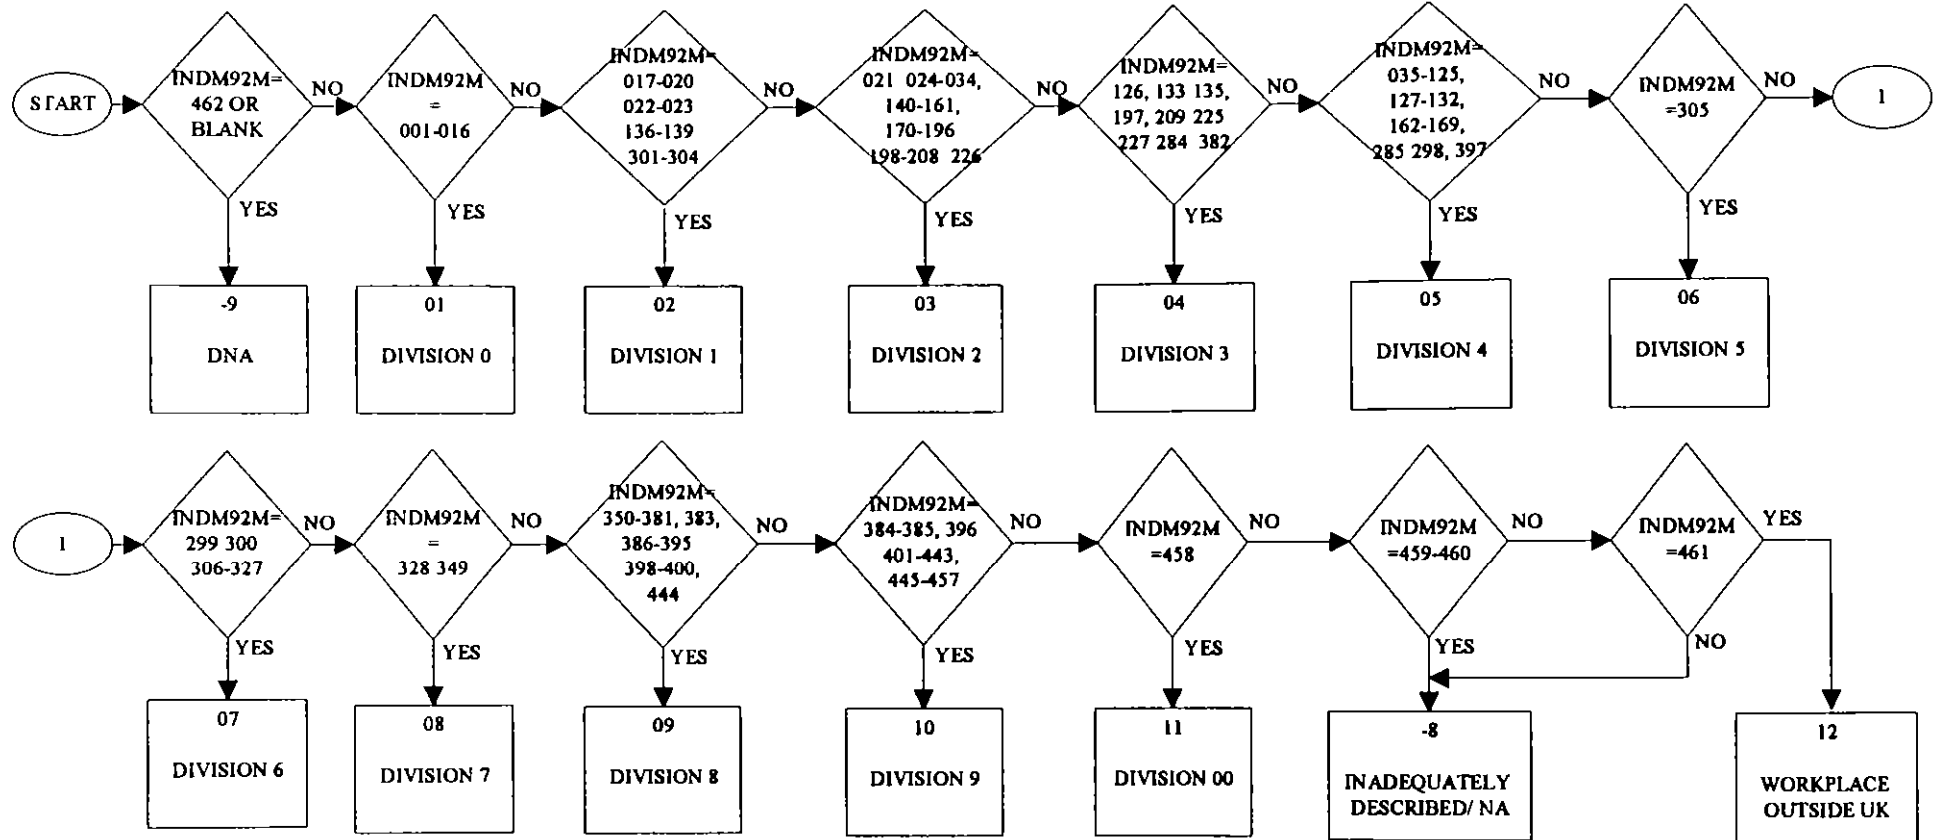 START
INDM92M=
462 OR
BLANK
NO
YES
INDM92M
=
001-016
NO
YES
INDM92M=
017-020
022-023
136-139
301-304
NO
YES
INDM92M=
021 024-034,
140-161,
170-196
198-208 226
NO
YES
INDM92M=
126, 133 135,
197, 209 225
227 284 382
NO
YES
INDM92M=
035-125,
127-132,
162-169,
285 298, 397
NO
YES
INDM92M
=305
NO
YES
1
-9
DNA
01
DIVISION 0
02
DIVISION 1
03
DIVISION 2
04
DIVISION 3
05
DIVISION 4
06
DIVISION 5
1
INDM92M=
299 300
306-327
NO
YES
INDM92M
=
328 349
NO
YES
INDM92M=
350-381, 383,
386-395
398-400,
444
NO
YES
INDM92M=
384-385, 396
401-443,
445-457
NO
YES
INDM92M
=458
NO
YES
INDM92M
=459-460
NO
YES
INDM92M
=461
YES
NO
07
DIVISION 6
08
DIVISION 7
09
DIVISION 8
10
DIVISION 9
11
DIVISION 00
-8
INADEQUATELY
DESCRIBED/ NA
12
WORKPLACE
OUTSIDE UK